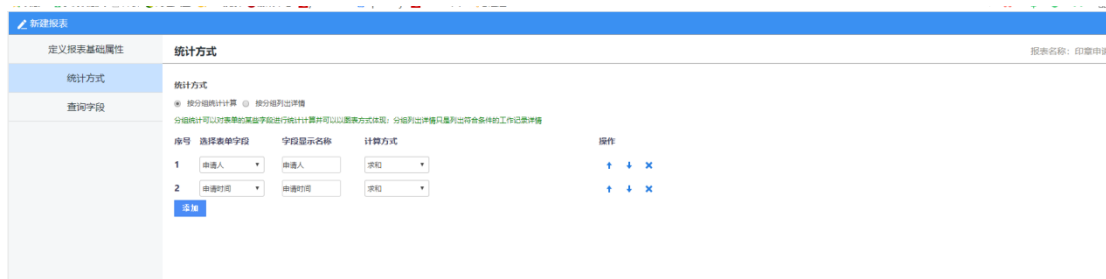 新建报表
定义报表基础属性
统计方式
查询字段
统计方式
报表名称：印章申请
统计方式
按分组统计计算 按分组列出详情
分组统计可以对表单的某些字段进行统计计算并可以以图表方式体现；分组列出详情只是列出符合条件的工作记录详情
序号 选择表单字段 字段显示名称 计算方式 操作
1 申请人 申请人 求和
2 申请时间 申请时间 求和
添加